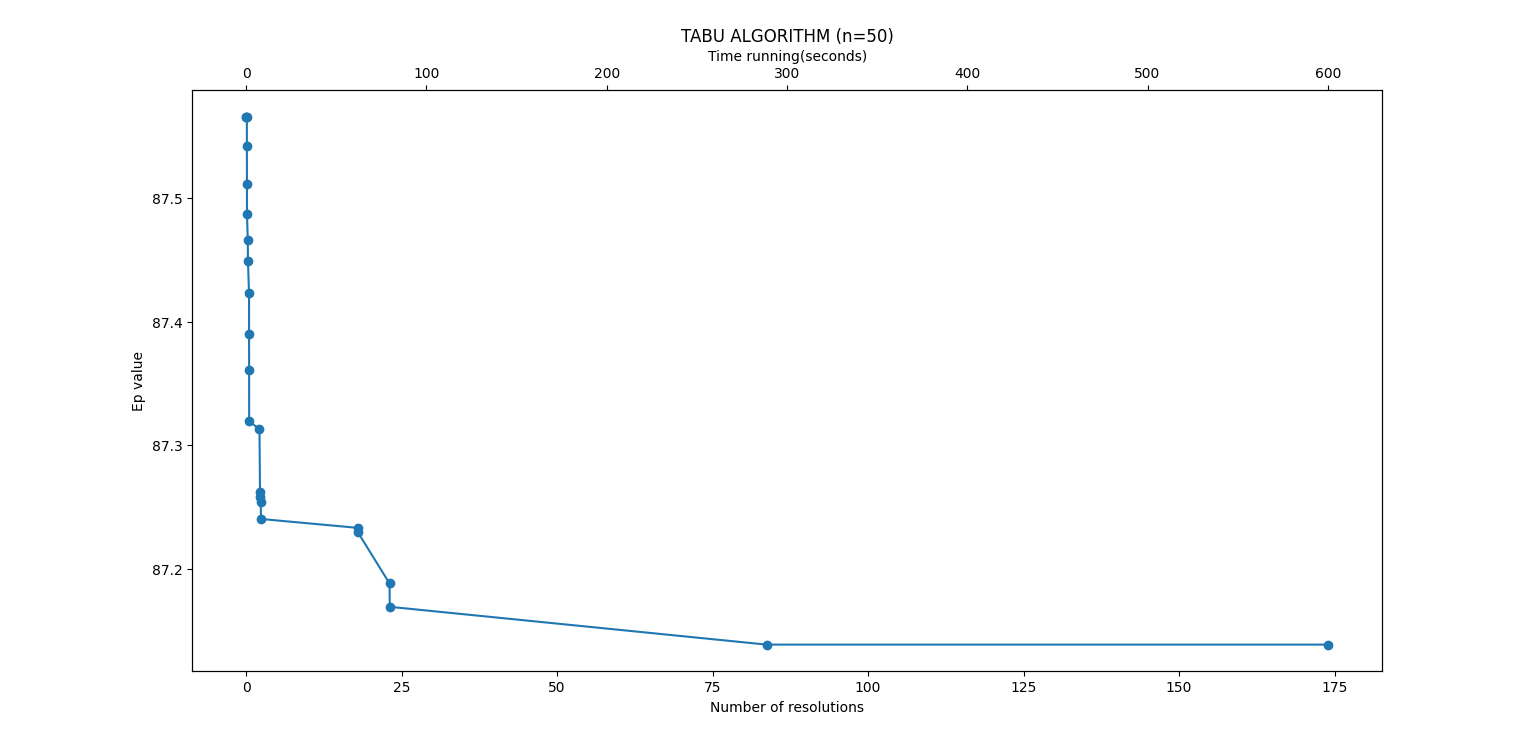 TABU ALGORITHM (n=50)
Time running(seconds)
0 100 200 300 400 500 600
87.5
87.4
87.3
87.2
Ep value
0 25 50 75 100 125 150 175
Number of resolutions